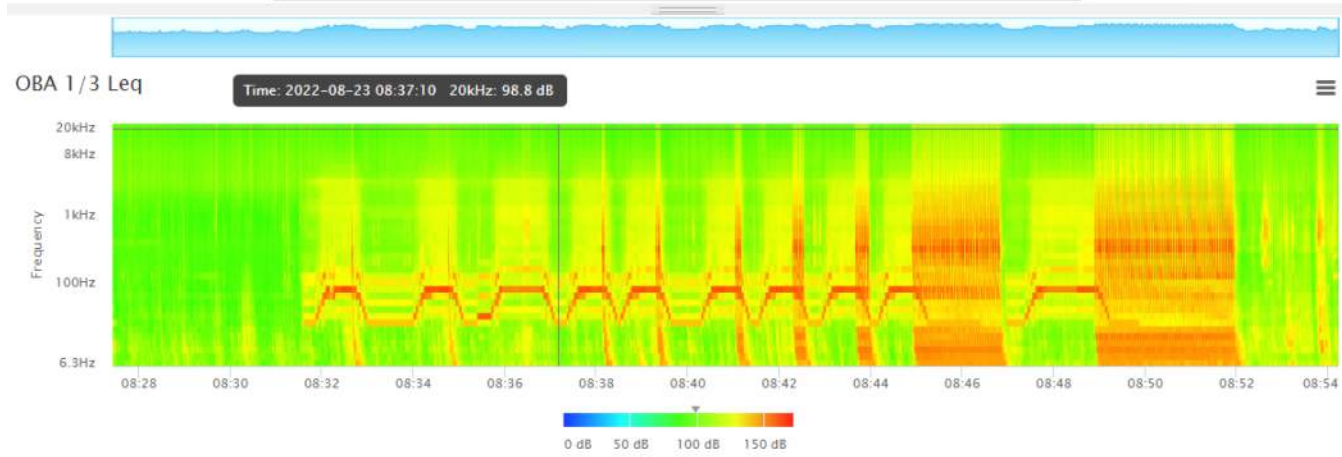 OBA 1/3 Leq
Time: 2022-08-23 08:37:10 20kHz: 98.8 dB
20kHz
8kHz
1kHz
100Hz
6.3Hz
Frequency
08:28 08:30 08:32 08:34 08:36 08:38 08:40 08:42 08:44 08:46 08:48 08:50 08:52 08:54
0 dB 50 dB 100 dB 150 dB